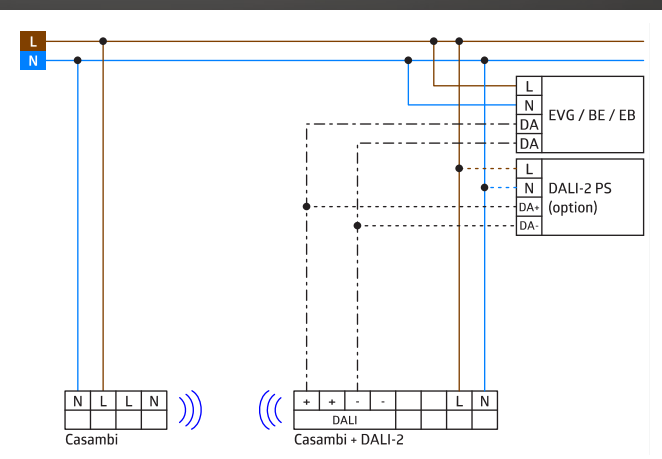 L
N
L
N
DA
DA
EVG / BE / EB
L
N
DA+
DA-
DALI-2 PS
(option)
N L L N
Casambi
+ + - - L N
DALI
Casambi + DALI-2